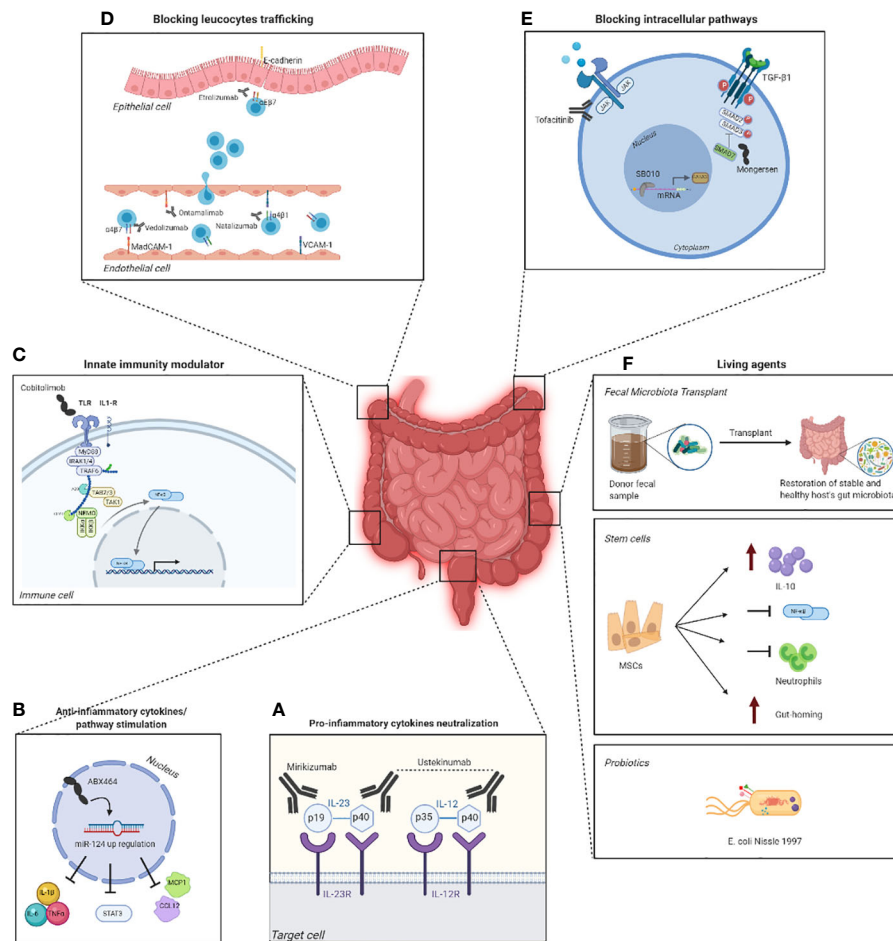 D
Blocking leucocytes trafficking
E-cadherin
Etrolizumab
αEβ7
Epithelial cell
Ontamalimab
α4β7
Vedolizumab
Natalizumab
α4β1
MadCAM-1
VCAM-1
Endothelial cell
E
Blocking intracellular pathways
TGF-β1
P
P
P
JAK
JAK
Tofacitinib
SMAD2
P
SMAD3
P
SMAD7
Mongersen
Nucleus
SB010
mRNA
Cytoplasm
C
Innate immunity modulator
Cobitolimob
TLR
IL1-R
MyD88
IRAK1/4
TRAF6
TAB2/3
TAK1
NEMO
NF-κB
Immune cell
F
Living agents
Fecal Microbiota Transplant
Transplant
Donor fecal
sample
Restoration of stable and
healthy host's gut microbiota
Stem cells
IL-10
NF-κB
MSCs
Neutrophils
Gut-homing
Probiotics
E. coli Nissle 1997
B
Anti-inflammatory cytokines/
pathway stimulation
Nucleus
ABX464
miR-124 up regulation
IL-1β
IL-6
TNFα
STAT3
MCP1
CCL12
A
Pro-inflammatory cytokines neutralization
Mirikizumab
Ustekinumab
IL-23
IL-12
p19
p40
p35
p40
IL-23R
IL-12R
Target cell